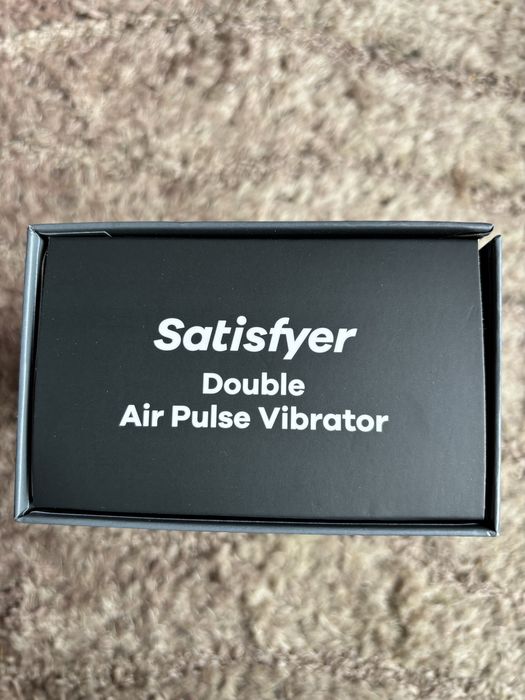 Satisfyer
Double
Air Pulse Vibrator